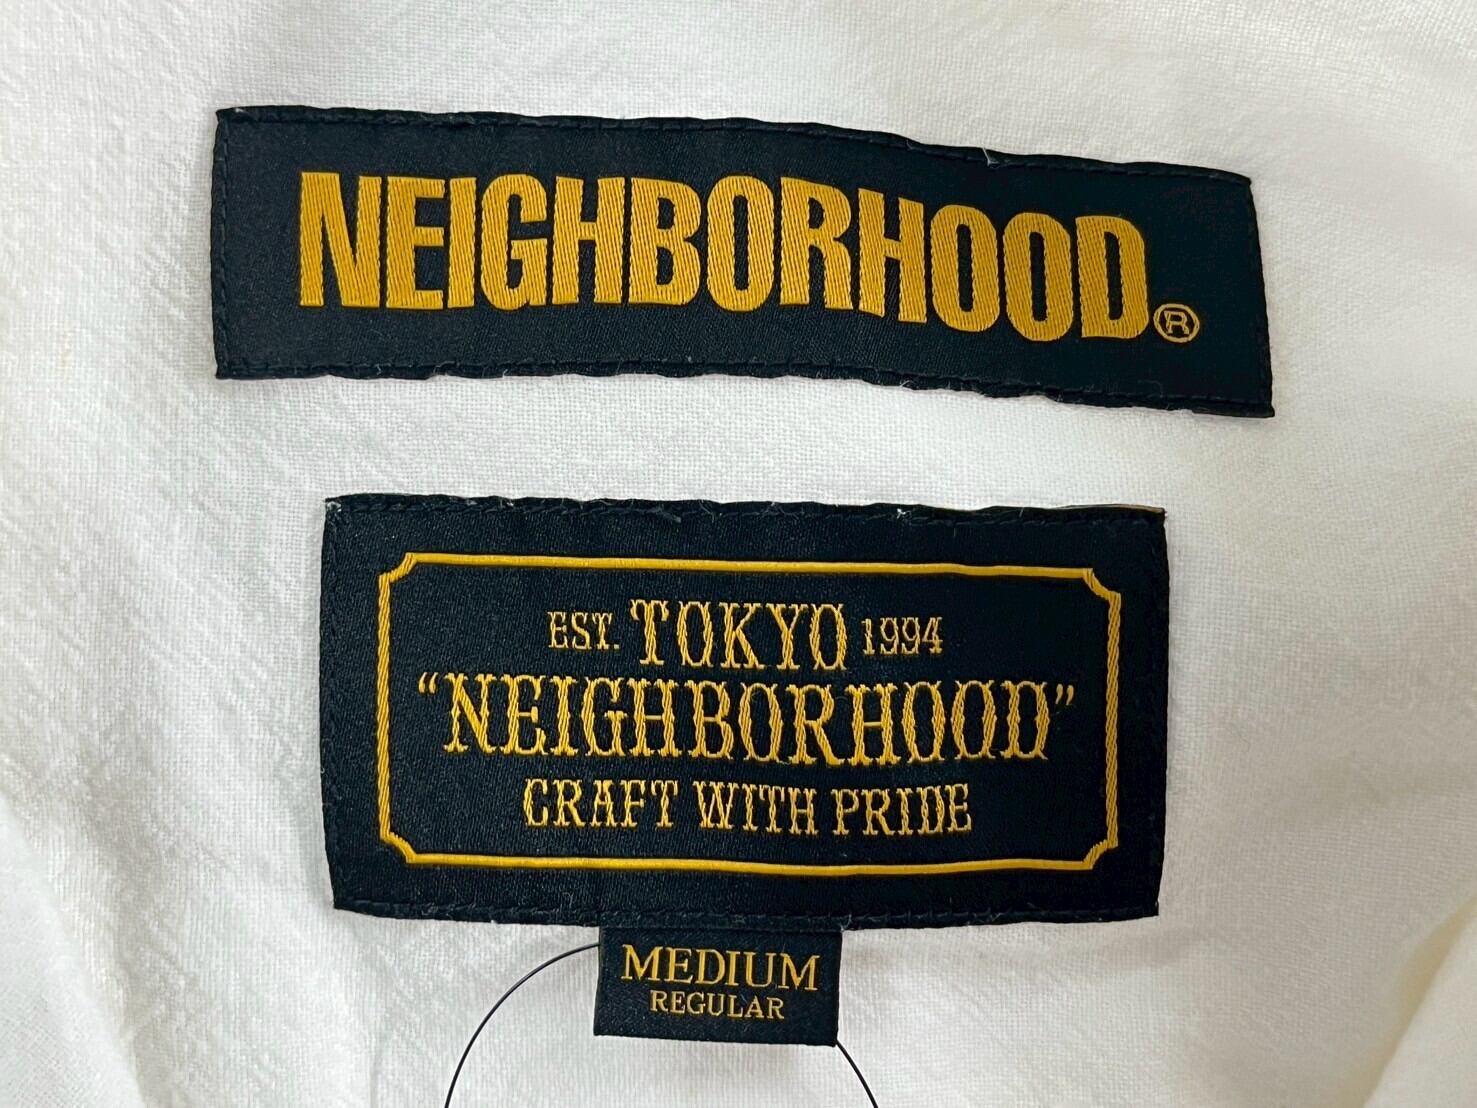 NEIGHBORHOOD®
EST. TOKYO 1994
“NEIGHBORHOOD”
CRAFT WITH PRIDE
MEDIUM
REGULAR